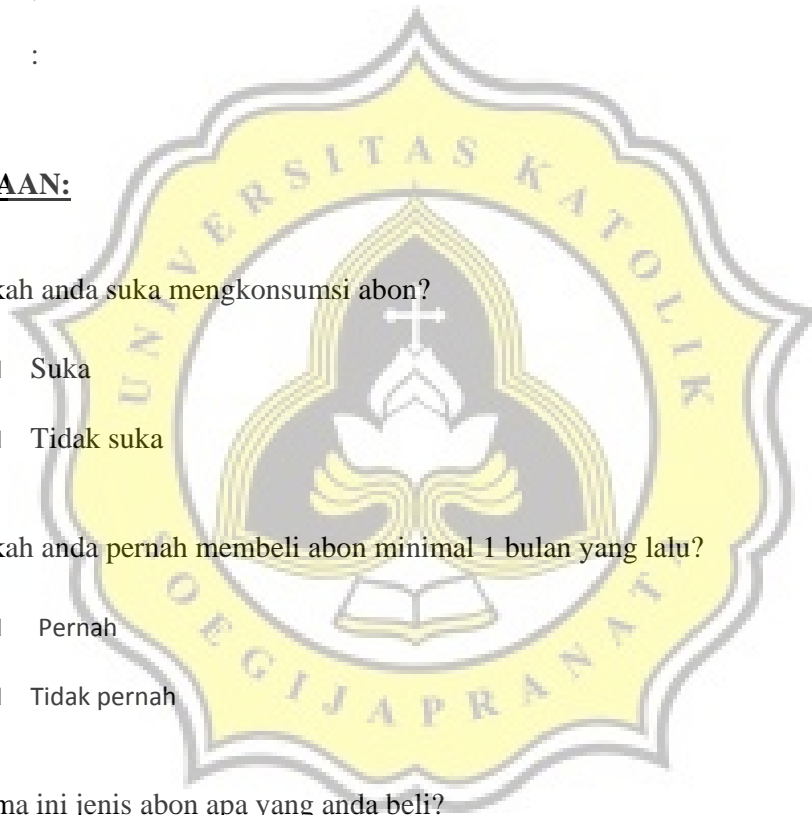 :
AAN:
kah anda suka mengkonsumsi abon?
Suka
Tidak suka
kah anda pernah membeli abon minimal 1 bulan yang lalu?
Pernah
Tidak pernah
ma ini jenis abon apa yang anda beli?
UNIVERSITAS KATOLIK
SOEGIJAPRANATA